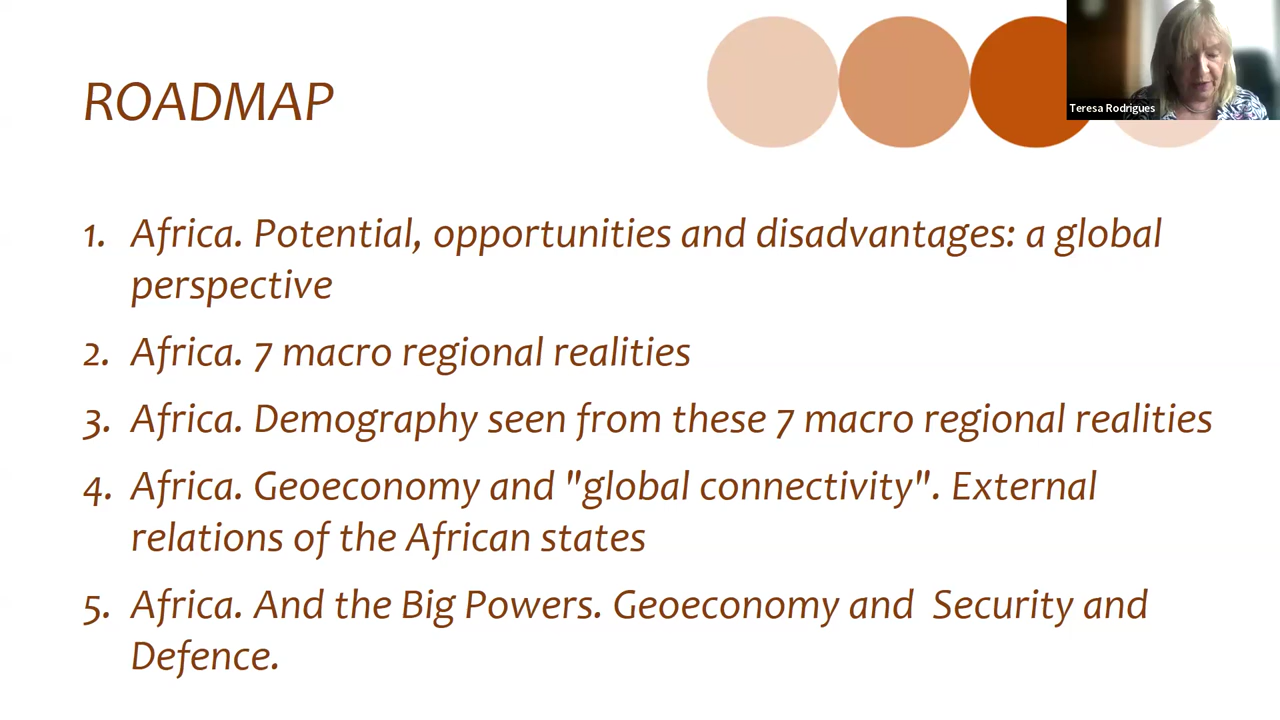 ROADMAP
Teresa Rodrigues
1. Africa. Potential, opportunities and disadvantages: a global
perspective
2. Africa. 7 macro regional realities
3. Africa. Demography seen from these 7 macro regional realities
4. Africa. Geoeconomy and "global connectivity". External
relations of the African states
5. Africa. And the Big Powers. Geoeconomy and  Security and
Defence.